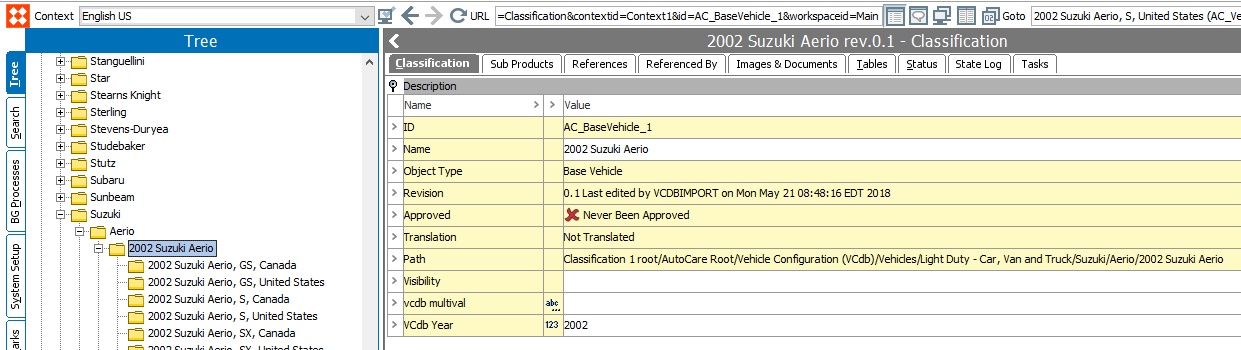 Context English US URL =Classification&contextid=Context1&id=AC_BaseVehicle_1&workspaceid=Main Goto 2002 Suzuki Aerio, S, United States (AC_Ve
Tree
Search
BG Processes
System Setup
Tree
Stanguellini
Star
Stearns Knight
Sterling
Stevens-Duryea
Studebaker
Stutz
Subaru
Sunbeam
Suzuki
Aerio
2002 Suzuki Aerio
2002 Suzuki Aerio, GS, Canada
2002 Suzuki Aerio, GS, United States
2002 Suzuki Aerio, S, Canada
2002 Suzuki Aerio, S, United States
2002 Suzuki Aerio, SX, Canada
2002 Suzuki Aerio, SX, United States
2002 Suzuki Aerio rev.0.1 - Classification
Classification Sub Products References Referenced By Images & Documents Tables Status State Log Tasks
Description
Name > > Value
ID AC_BaseVehicle_1
Name 2002 Suzuki Aerio
Object Type Base Vehicle
Revision 0.1 Last edited by VCDBIMPORT on Mon May 21 08:48:16 EDT 2018
Approved Never Been Approved
Translation Not Translated
Path Classification 1 root/AutoCare Root/Vehicle Configuration (VCdb)/Vehicles/Light Duty - Car, Van and Truck/Suzuki/Aerio/2002 Suzuki Aerio
Visibility
vcdb multival abc
VCdb Year 123 2002